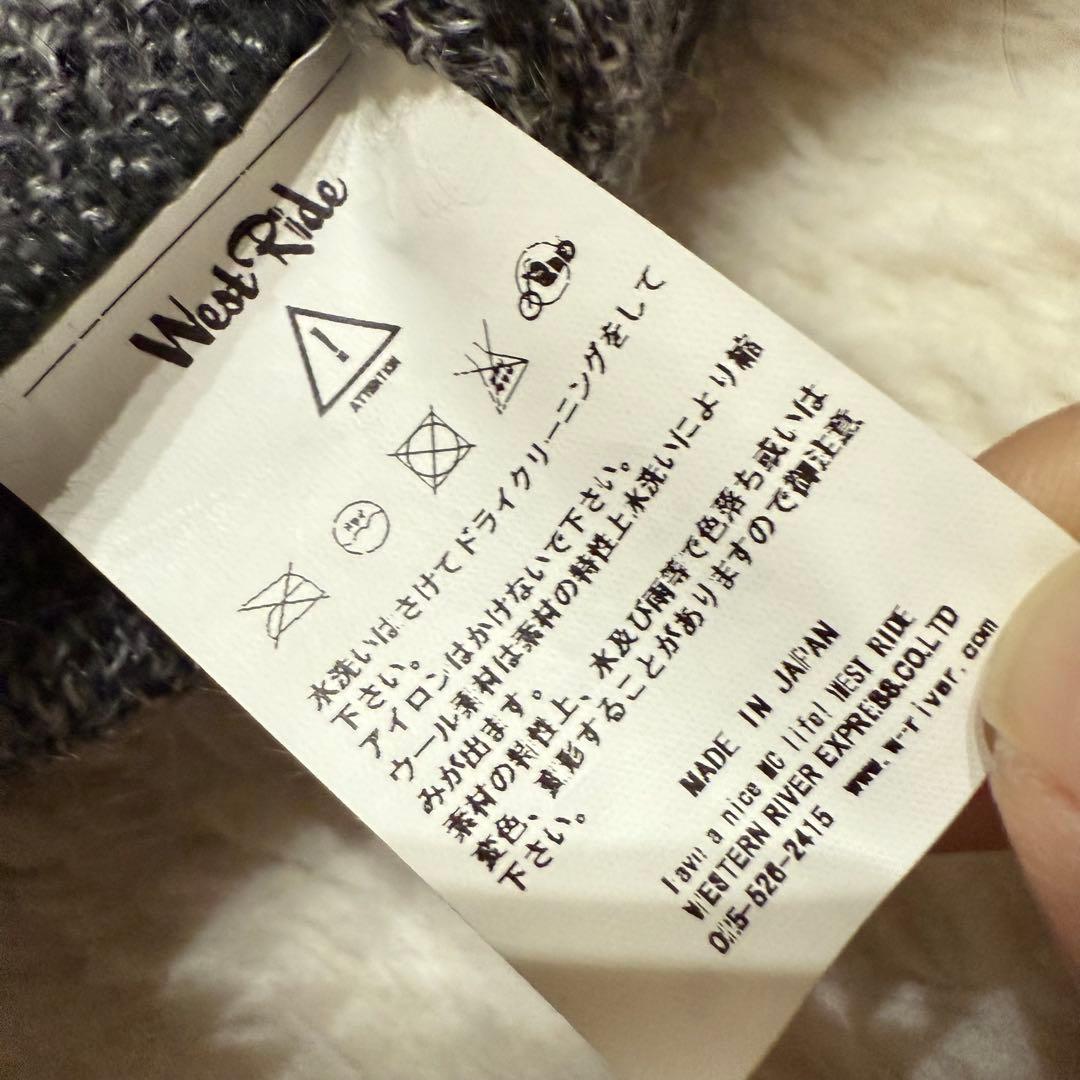 West Ride
ATTENTION
水洗いはさけてドライクリーニングをして
下さい。
アイロンはかけないで下さい。
ウール素材は素材の特性上水洗いにより縮
みが出ます。
素材の特性上、水及び雨等で色落ち或いは
変色、変形することがありますので御注意
下さい。
MADE IN JAPAN
a nice MC life! WEST RIDE
WESTERN RIVER EXPRESS.CO.LTD
www.w-river.com